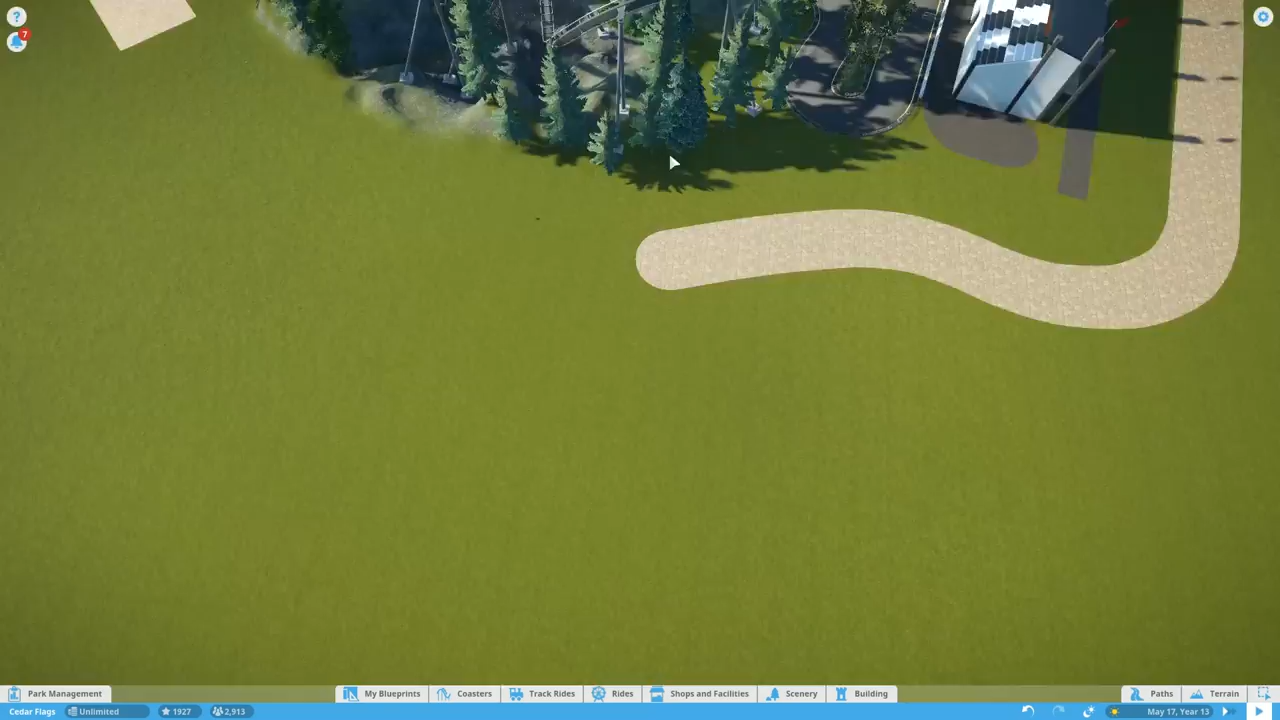 ?
7
Park Management
My Blueprints
Coasters
Track Rides
Rides
Shops and Facilities
Scenery
Building
Paths
Terrain
Cedar Flags
Unlimited
1927
2,913
May 17, Year 13